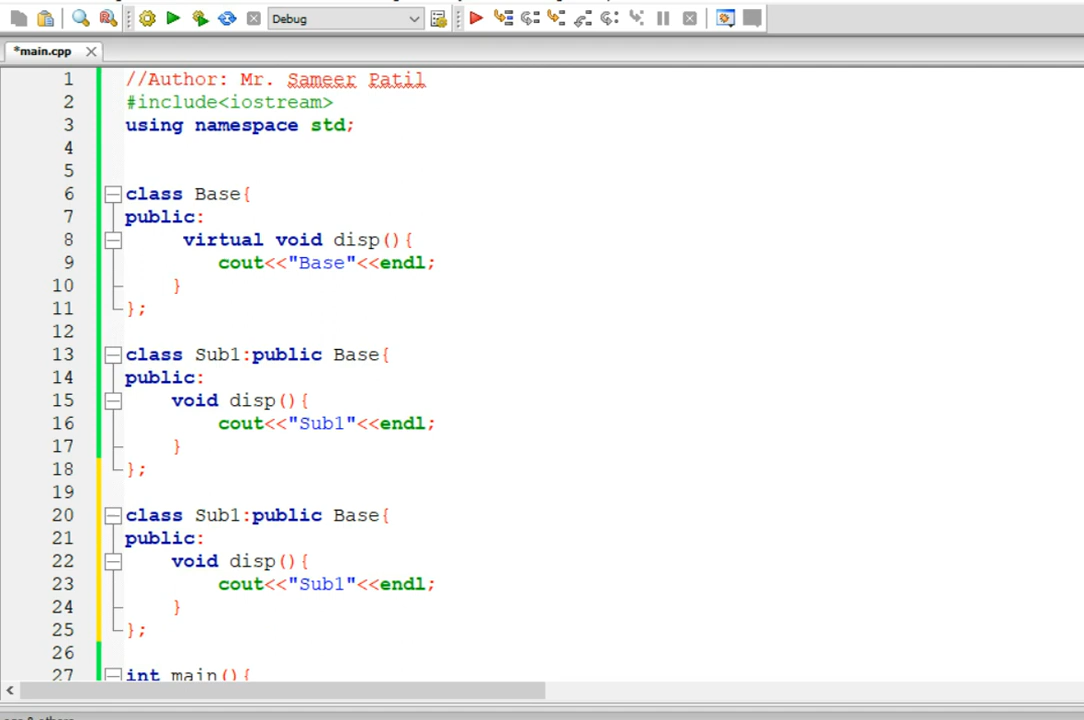 Debug
*main.cpp
1 //Author: Mr. Sameer Patil
2 #include<iostream>
3 using namespace std;
4
5
6 class Base{
7 public:
8 virtual void disp(){
9 cout<<"Base"<<endl;
10 }
11 };
12
13 class Sub1:public Base{
14 public:
15 void disp(){
16 cout<<"Sub1"<<endl;
17 }
18 };
19
20 class Sub1:public Base{
21 public:
22 void disp(){
23 cout<<"Sub1"<<endl;
24 }
25 };
26
27 int main(){